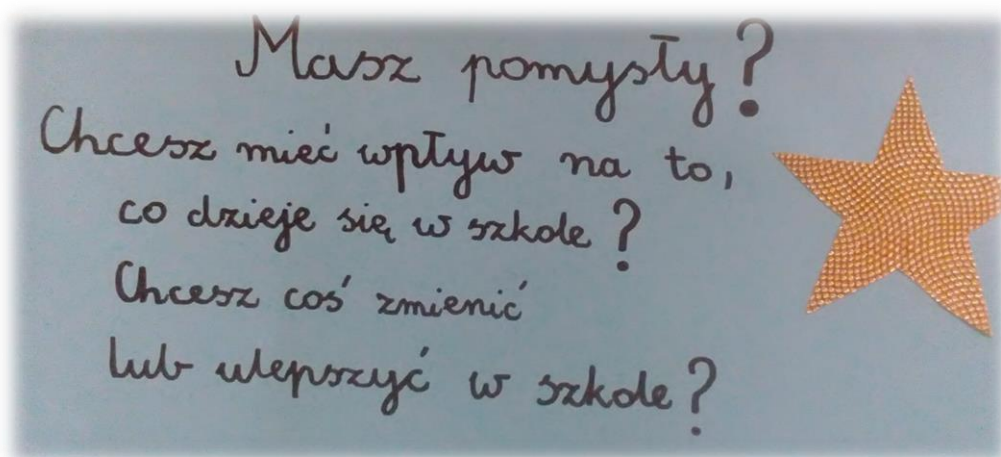 Masz pomysły?
Chcesz mieć wpływ na to,
co dzieje się w szkole?
Chcesz coś zmienić
lub ulepszyć w szkole?